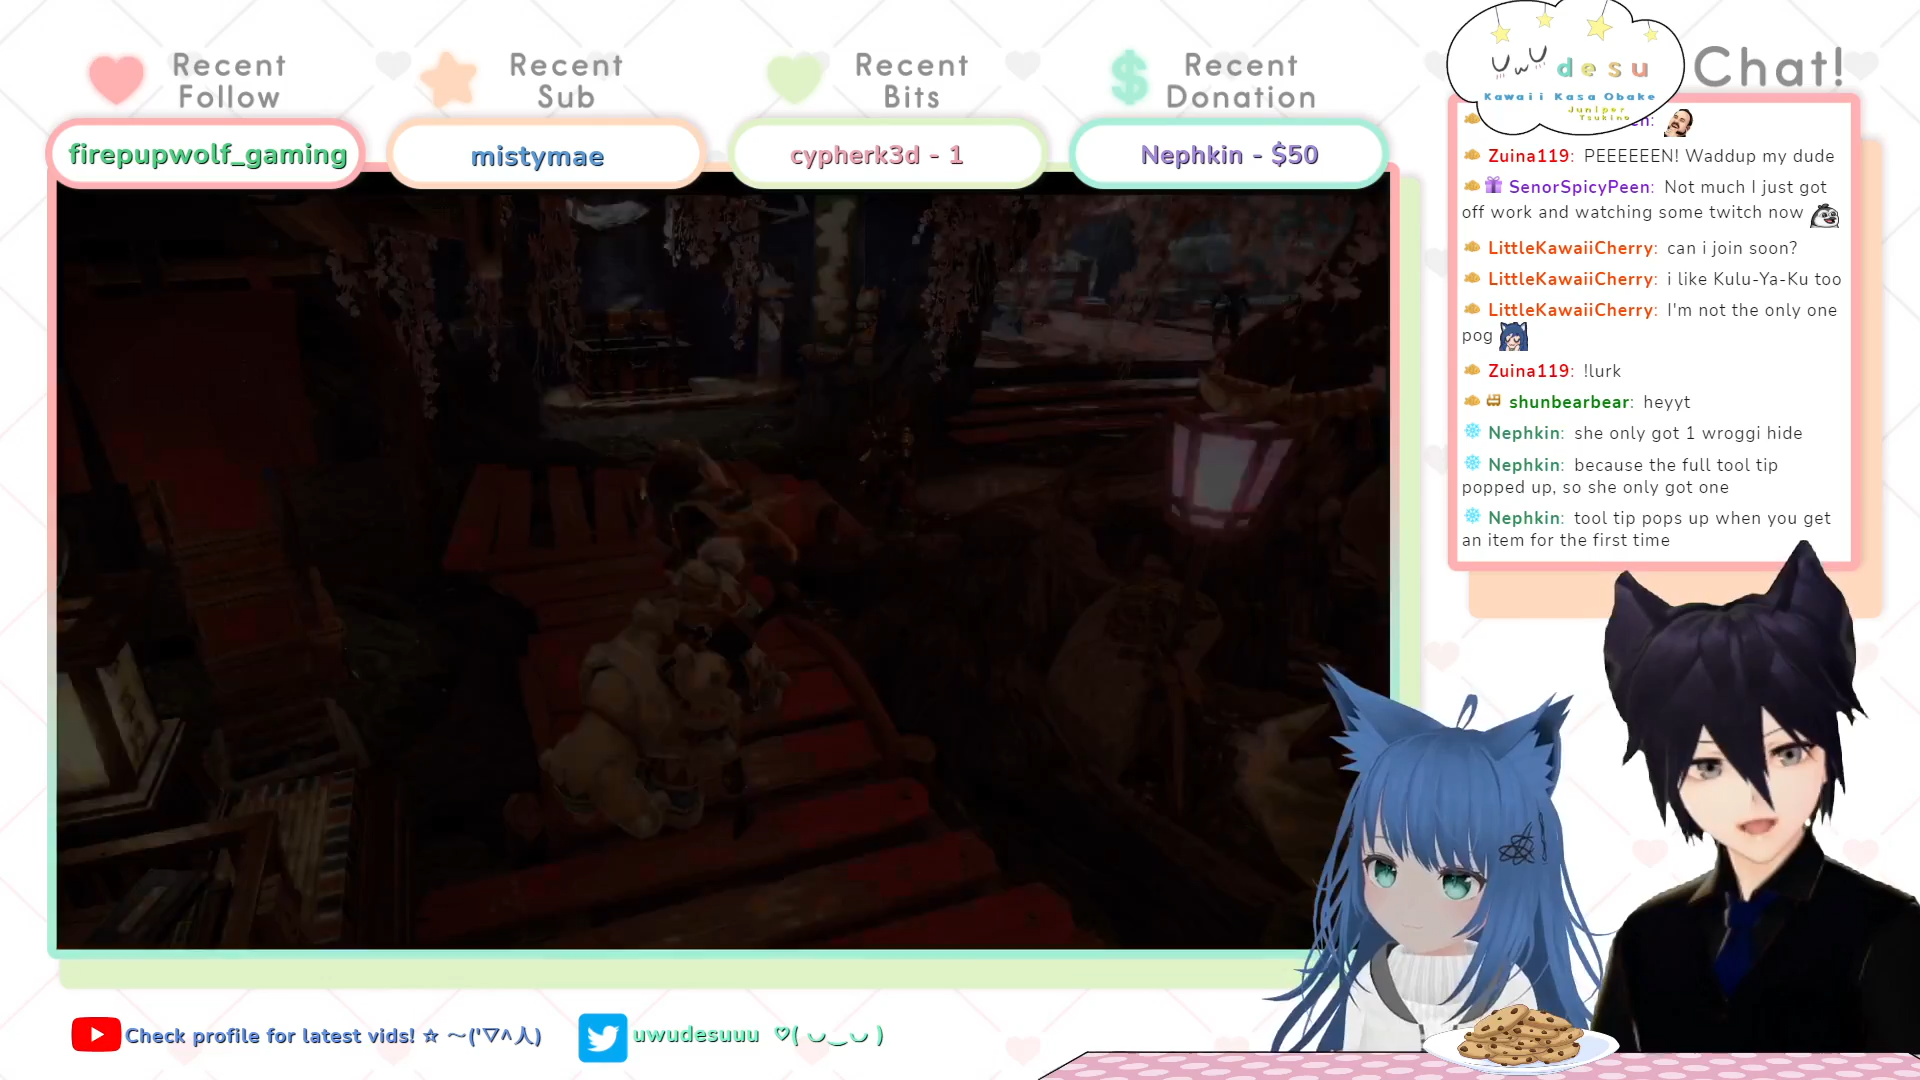 Recent
Follow
Recent
Sub
Recent
Bits
Recent
Donation
firepupwolf_gaming
mistymae
cypherk3d - 1
Nephkin - $50
UwU desu
Kawaii Kasa Obake
Juniper
Tsukino
Chat!
Zuina119: PEEEEEEN! Waddup my dude
SenorSpicyPeen: Not much I just got
off work and watching some twitch now
LittleKawaiiCherry: can i join soon?
LittleKawaiiCherry: i like Kulu-Ya-Ku too
LittleKawaiiCherry: I'm not the only one
pog
Zuina119: !lurk
shunbearbear: heyyt
Nephkin: she only got 1 wroggi hide
Nephkin: because the full tool tip
popped up, so she only got one
Nephkin: tool tip pops up when you get
an item for the first time
Check profile for latest vids! ☆ ～('▽^人)
uwudesuuu ♡( ◡‿◡ )